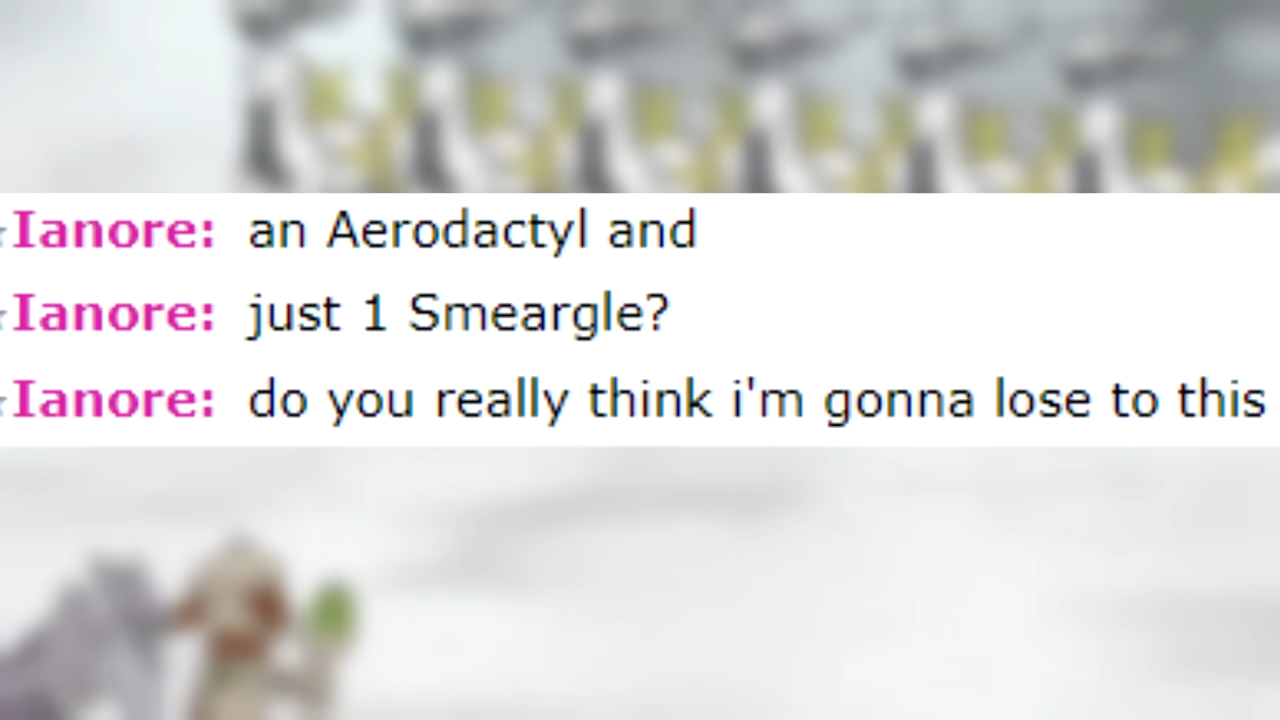 ☆Ianore: an Aerodactyl and
☆Ianore: just 1 Smeargle?
☆Ianore: do you really think i'm gonna lose to this